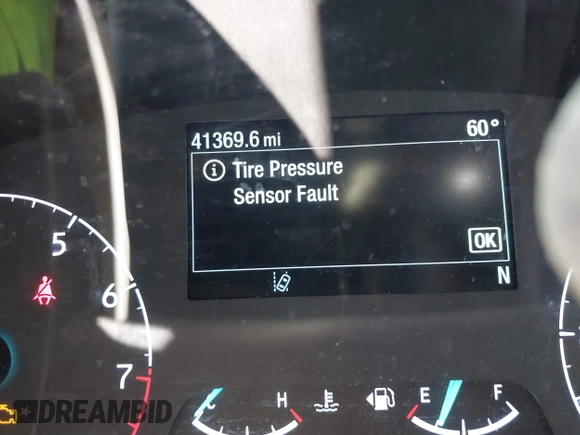 41369.6 mi
60°
Tire Pressure
Sensor Fault
OK
N
5
6
7
C
H
E
F
DREAMBID